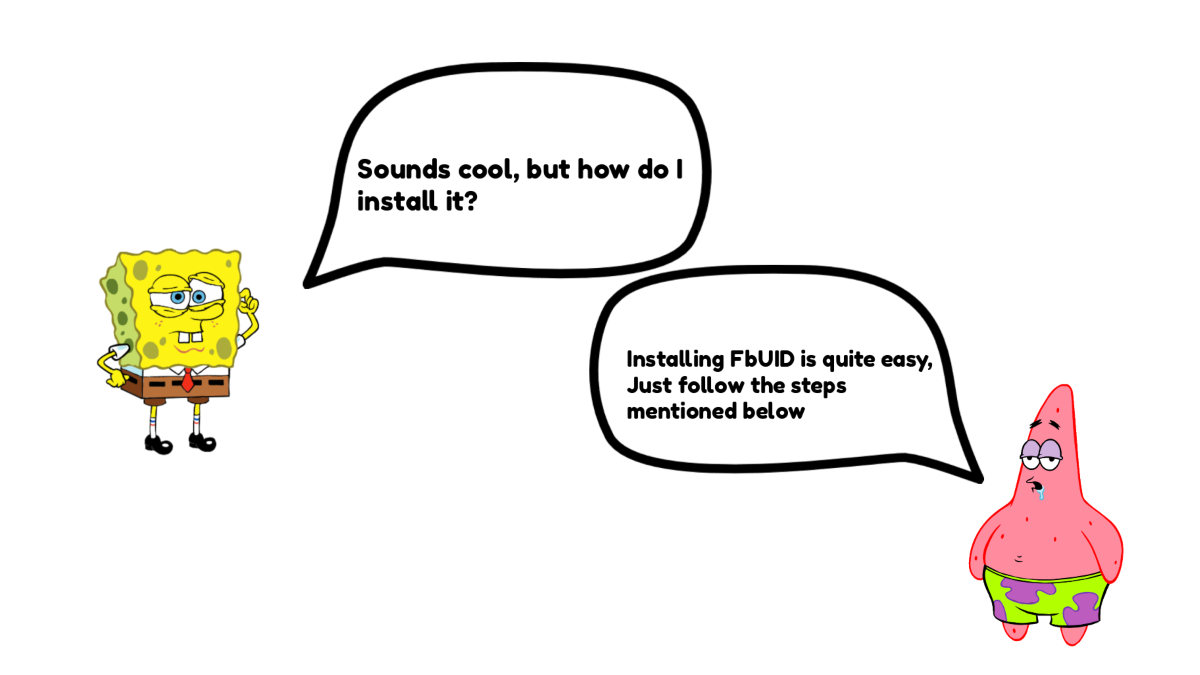 Sounds cool, but how do I
install it?
Installing FbUID is quite easy,
Just follow the steps
mentioned below